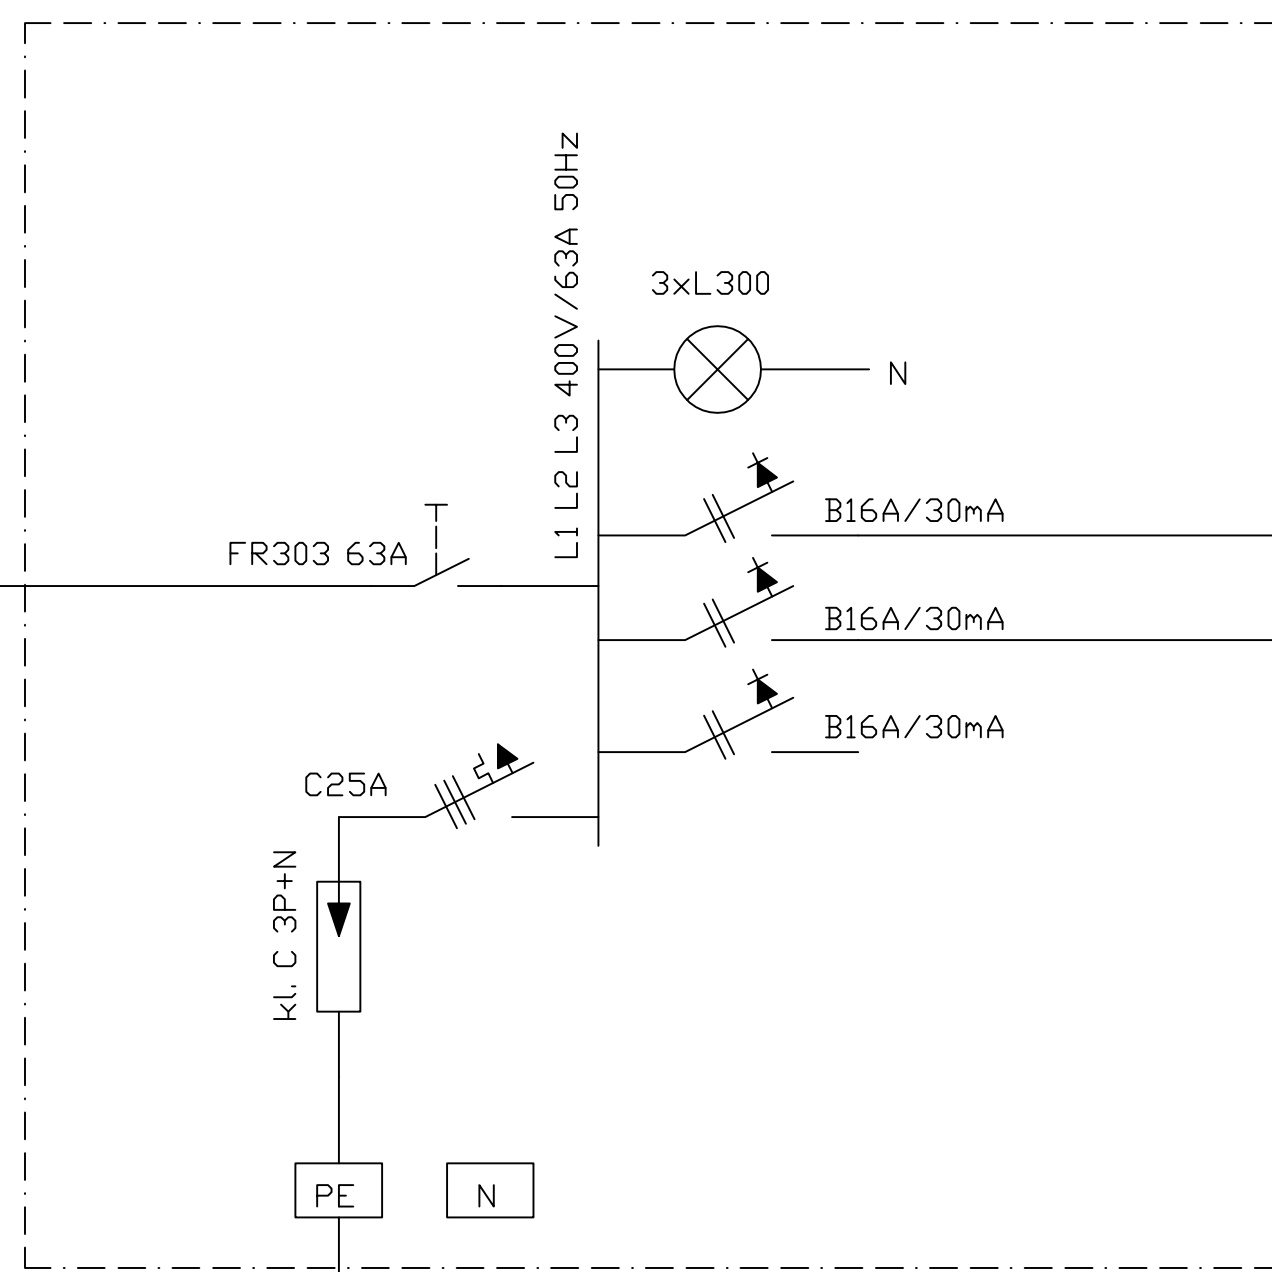 L1 L2 L3 400V/63A 50Hz
3xL300
N
B16A/30mA
FR303 63A
B16A/30mA
B16A/30mA
C25A
kl. C 3P+N
PE
N